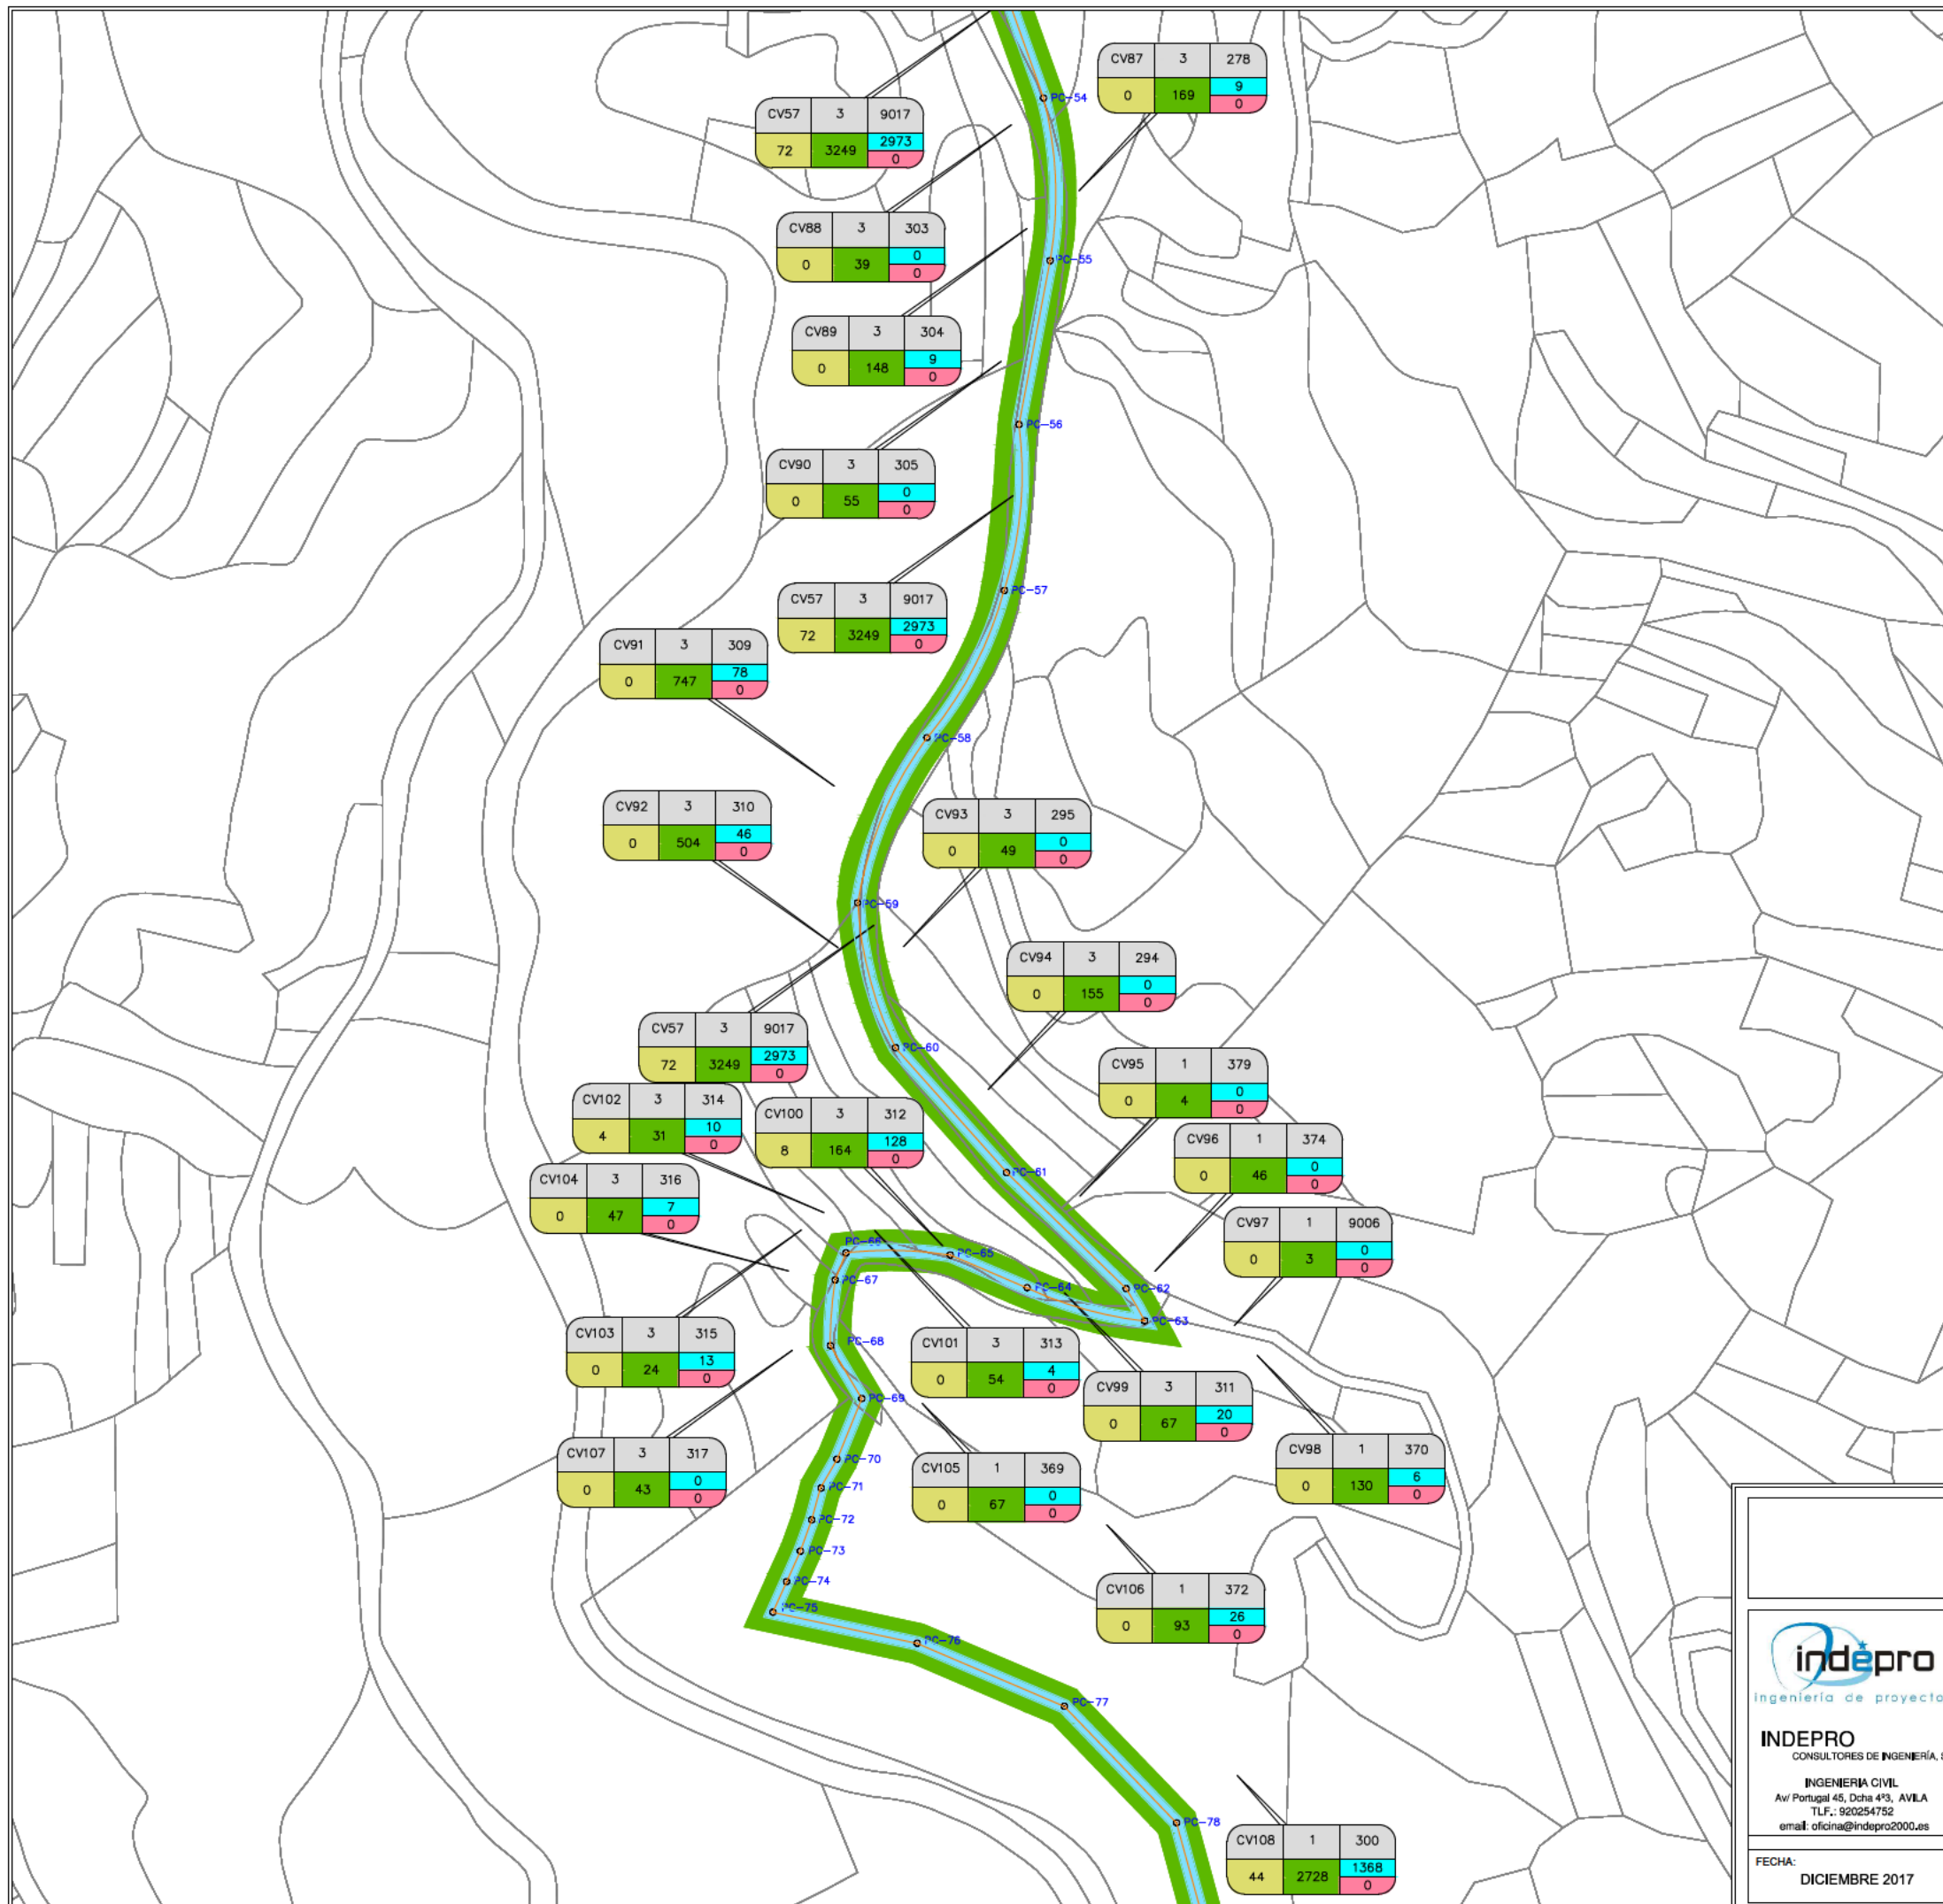 CV87 3 278
0 169 9
0
PC-54
CV57 3 9017
72 3249 2973
0
CV88 3 303
0 39 0
0
PC-55
CV89 3 304
0 148 9
0
PC-56
CV90 3 305
0 55 0
0
PC-57
CV57 3 9017
72 3249 2973
0
CV91 3 309
0 747 78
0
PC-58
CV92 3 310
0 504 46
0
CV93 3 295
0 49 0
0
PC-59
CV94 3 294
0 155 0
0
CV57 3 9017
72 3249 2973
0
PC-60
CV95 1 379
0 4 0
0
CV102 3 314
4 31 10
0
CV100 3 312
8 164 128
0
CV96 1 374
0 46 0
0
PC-61
CV104 3 316
0 47 7
0
CV97 1 9006
0 3 0
0
PC-66
PC-65
PC-67
PC-64
PC-62
PC-63
CV103 3 315
0 24 13
0
PC-68
CV101 3 313
0 54 4
0
CV99 3 311
0 67 20
0
PC-69
CV107 3 317
0 43 0
0
CV105 1 369
0 67 0
0
CV98 1 370
0 130 6
0
PC-70
PC-71
PC-72
PC-73
PC-74
PC-75
CV106 1 372
0 93 26
0
PC-76
PC-77
PC-78
CV108 1 300
44 2728 1368
0
indepro
ingeniería de proyecto
INDEPRO
CONSULTORES DE INGENIERÍA, S
INGENIERIA CIVIL
Av/ Portugal 45, Dcha 4ª3, AVILA
TLF.: 920254752
email: oficina@indepro2000.es
FECHA:
DICIEMBRE 2017